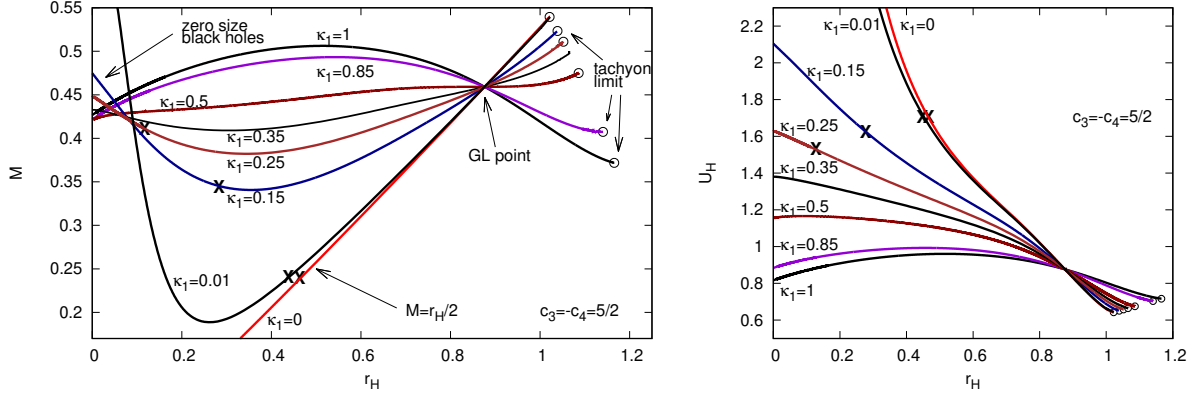 0.55
0.5
0.45
0.4
0.35
0.3
0.25
0.2
M
0
0.2
0.4
0.6
0.8
1
1.2
r_H
zero size
black holes
κ₁=1
κ₁=0.85
κ₁=0.5
κ₁=0.35
κ₁=0.25
κ₁=0.15
κ₁=0.01
κ₁=0
X
X
X
X
tachyon
limit
GL point
M=r_H/2
c₃=-c₄=5/2
2.2
2
1.8
1.6
1.4
1.2
1
0.8
0.6
U_H
0
0.2
0.4
0.6
0.8
1.0
1.2
r_H
κ₁=0.01
κ₁=0
κ₁=0.15
κ₁=0.25
κ₁=0.35
κ₁=0.5
κ₁=0.85
κ₁=1
X
X
X
X
c₃=-c₄=5/2